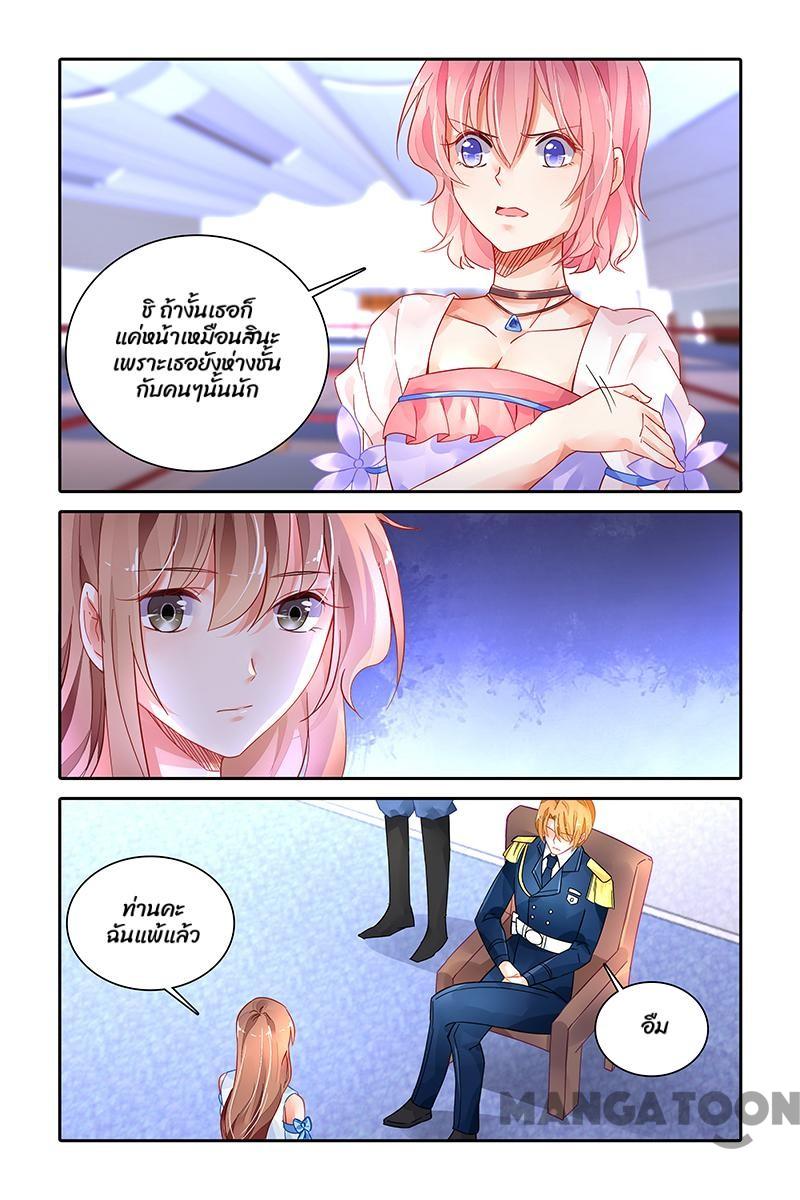 ชิ ถ้างั้นเธอก็
แค่หน้าเหมือนสินะ
เพราะเธอยังห่างชั้น
กับคนๆนั้นนัก
ท่านคะ
ฉันแพ้แล้ว
อืม
MANGATOON